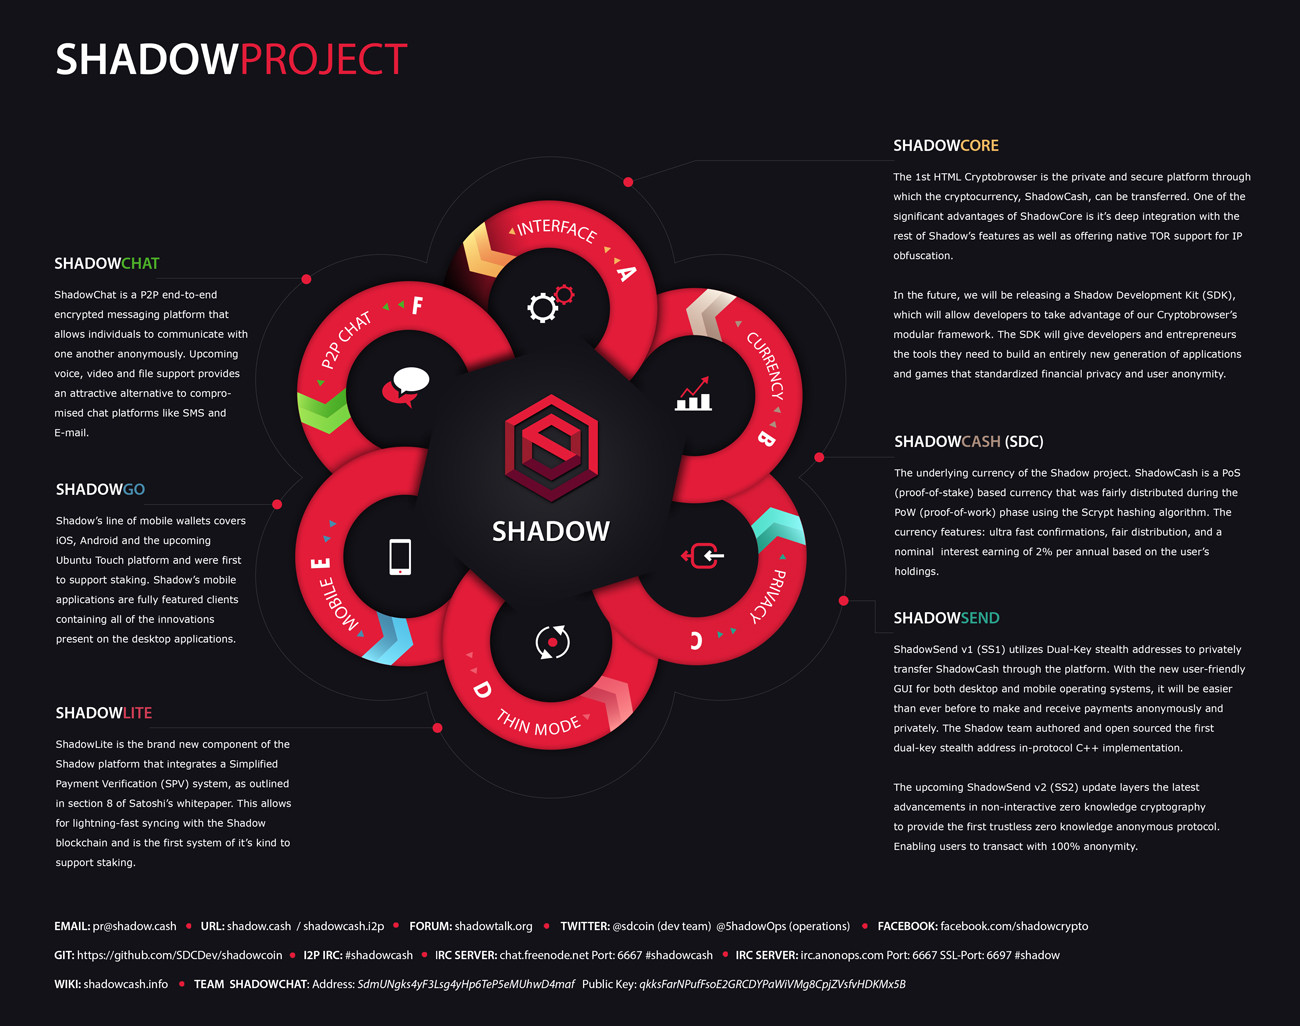 SHADOWPROJECT
SHADOWCORE
The 1st HTML Cryptobrowser is the private and secure platform through
which the cryptocurrency, ShadowCash, can be transferred. One of the
significant advantages of ShadowCore is it's deep integration with the
rest of Shadow's features as well as offering native TOR support for IP
obfuscation.
In the future, we will be releasing a Shadow Development Kit (SDK),
which will allow developers to take advantage of our Cryptobrowser's
modular framework. The SDK will give developers and entrepreneurs
the tools they need to build an entirely new generation of applications
and games that standardized financial privacy and user anonymity.
SHADOWCASH (SDC)
The underlying currency of the Shadow project. ShadowCash is a PoS
(proof-of-stake) based currency that was fairly distributed during the
PoW (proof-of-work) phase using the Scrypt hashing algorithm. The
currency features: ultra fast confirmations, fair distribution, and a
nominal  interest earning of 2% per annual based on the user's
holdings.
SHADOWSEND
ShadowSend v1 (SS1) utilizes Dual-Key stealth addresses to privately
transfer ShadowCash through the platform. With the new user-friendly
GUI for both desktop and mobile operating systems, it will be easier
than ever before to make and receive payments anonymously and
privately. The Shadow team authored and open sourced the first
dual-key stealth address in-protocol C++ implementation.
The upcoming ShadowSend v2 (SS2) update layers the latest
advancements in non-interactive zero knowledge cryptography
to provide the first trustless zero knowledge anonymous protocol.
Enabling users to transact with 100% anonymity.
SHADOWCHAT
ShadowChat is a P2P end-to-end
encrypted messaging platform that
allows individuals to communicate with
one another anonymously. Upcoming
voice, video and file support provides
an attractive alternative to compro-
mised chat platforms like SMS and
E-mail.
SHADOWGO
Shadow's line of mobile wallets covers
iOS, Android and the upcoming
Ubuntu Touch platform and were first
to support staking. Shadow's mobile
applications are fully featured clients
containing all of the innovations
present on the desktop applications.
SHADOWLITE
ShadowLite is the brand new component of the
Shadow platform that integrates a Simplified
Payment Verification (SPV) system, as outlined
in section 8 of Satoshi's whitepaper. This allows
for lightning-fast syncing with the Shadow
blockchain and is the first system of it's kind to
support staking.
INTERFACE A
CURRENCY B
PRIVACY C
THIN MODE D
MOBILE E
P2P CHAT F
SHADOW
EMAIL: pr@shadow.cash • URL: shadow.cash / shadowcash.i2p • FORUM: shadowtalk.org • TWITTER: @sdcoin (dev team) @5hadowOps (operations) • FACEBOOK: facebook.com/shadowcrypto
GIT: https://github.com/SDCDev/shadowcoin • I2P IRC: #shadowcash • IRC SERVER: chat.freenode.net Port: 6667 #shadowcash • IRC SERVER: irc.anonops.com Port: 6667 SSL-Port: 6697 #shadow
WIKI: shadowcash.info • TEAM SHADOWCHAT: Address: SdmUNgks4yF3Lsg4yHp6TeP5eMUhwD4maf Public Key: qkksFarNPufFsoE2GRCDYPaWiVMg8CpjZVsfvHDKMx5B